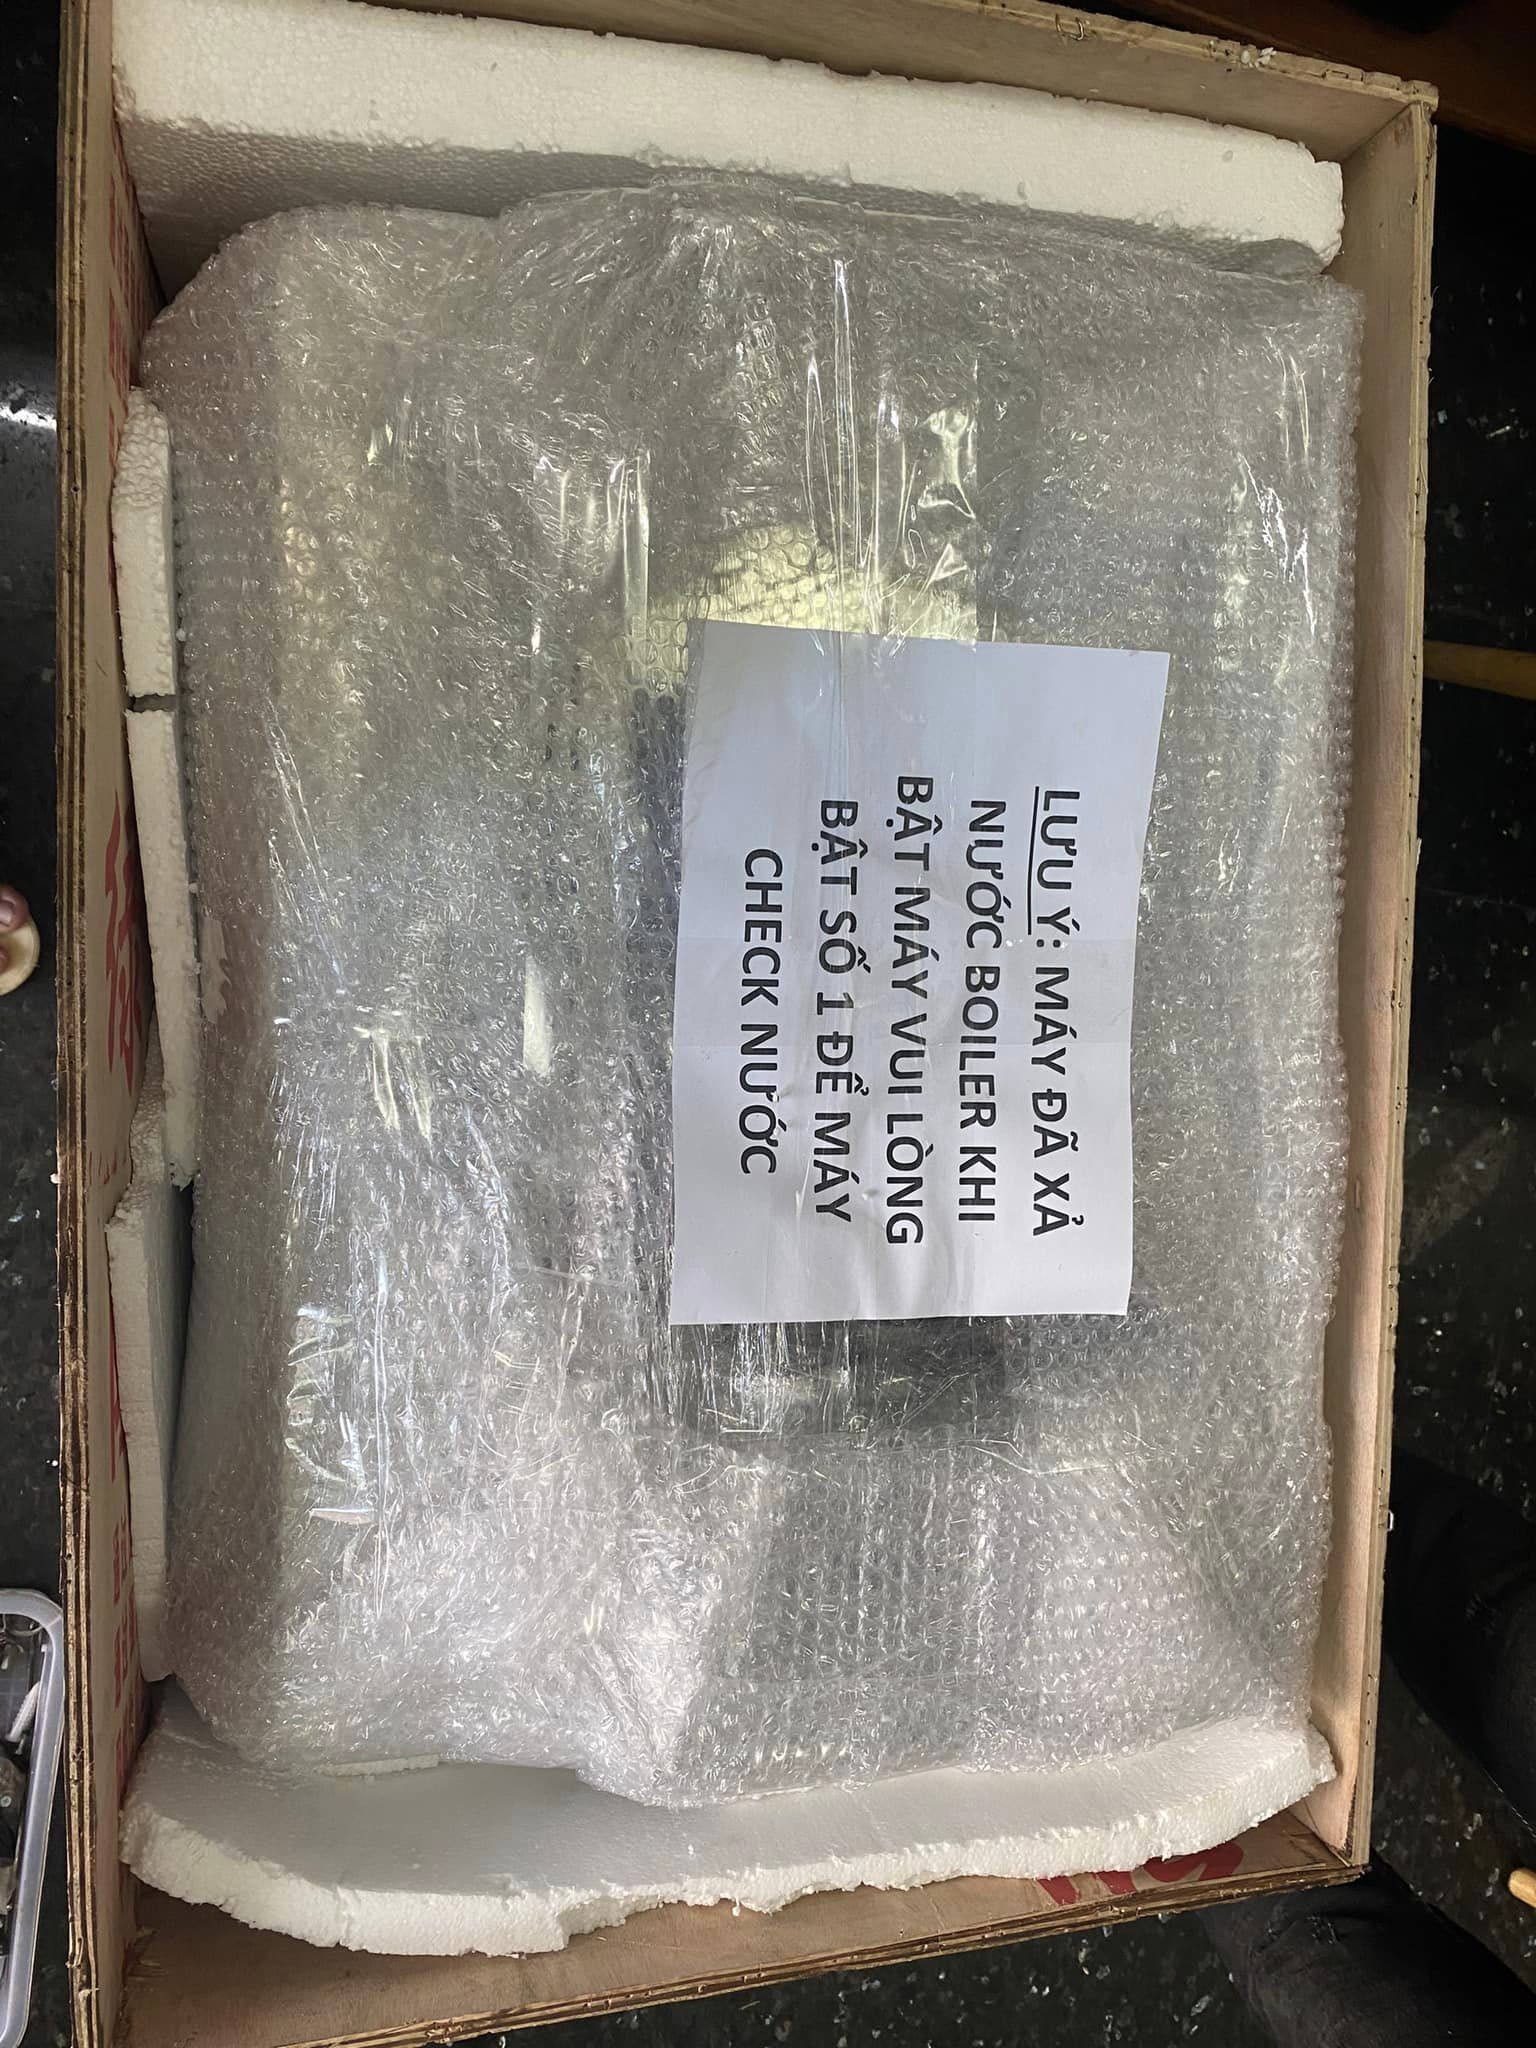 LƯU Ý: MÁY ĐÃ XẢ
NƯỚC BOILER KHI
BẬT MÁY VUI LÒNG
BẬT SỐ 1 ĐỂ MÁY
CHECK NƯỚC